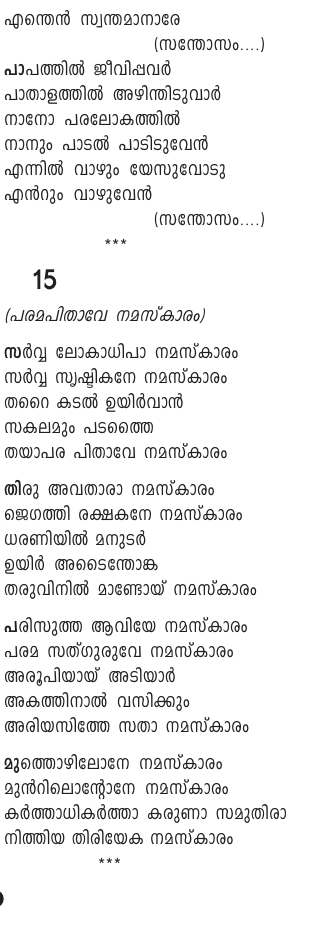 എന്തെൻ സ്വന്തമാനാരേ
(സന്തോസം....)
പാപത്തിൽ ജീവിപ്പവർ
പാതാളത്തിൽ അഴിന്തിടുവാർ
നാനോ പരലോകത്തിൽ
നാനും പാടൽ പാടിടുവേൻ
എന്നിൽ വാഴും യേസുവോടു
എൻറും വാഴുവേൻ
(സന്തോസം....)
***
15
(പരമപിതാവേ നമസ്കാരം)
സർവ്വ ലോകാധിപാ നമസ്കാരം
സർവ്വ സൃഷ്ടികനേ നമസ്കാരം
തറൈ കടൽ ഉയിർവാൻ
സകലമും പടത്തൈ
തയാപര പിതാവേ നമസ്കാരം
തിരു അവതാരാ നമസ്കാരം
ജെഗത്തി രക്ഷകനേ നമസ്കാരം
ധരണിയിൽ മനുടർ
ഉയിർ അടൈന്തോങ്ക
തരുവിനിൽ മാണ്ടോയ് നമസ്കാരം
പരിസുത്ത ആവിയേ നമസ്കാരം
പരമ സത്ഗുരുവേ നമസ്കാരം
അരൂപിയായ് അടിയാർ
അകത്തിനാൽ വസിക്കും
അരിയസിത്തേ സതാ നമസ്കാരം
മുത്തൊഴിലോനേ നമസ്കാരം
മുൻറിലൊന്റോനേ നമസ്കാരം
കർത്താധികർത്താ കരുണാ സമുതിരാ
നിത്തിയ തിരിയേക നമസ്കാരം
***